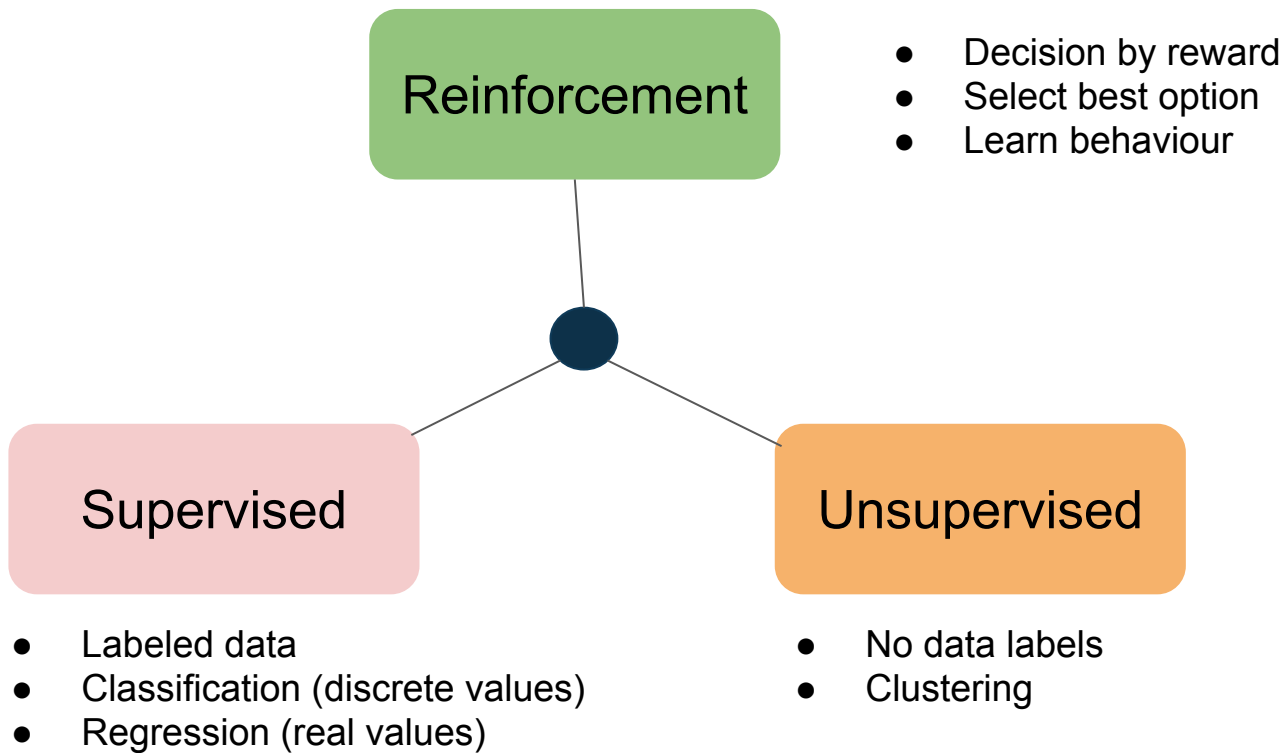 Reinforcement
● Decision by reward
● Select best option
● Learn behaviour
Supervised
● Labeled data
● Classification (discrete values)
● Regression (real values)
Unsupervised
● No data labels
● Clustering